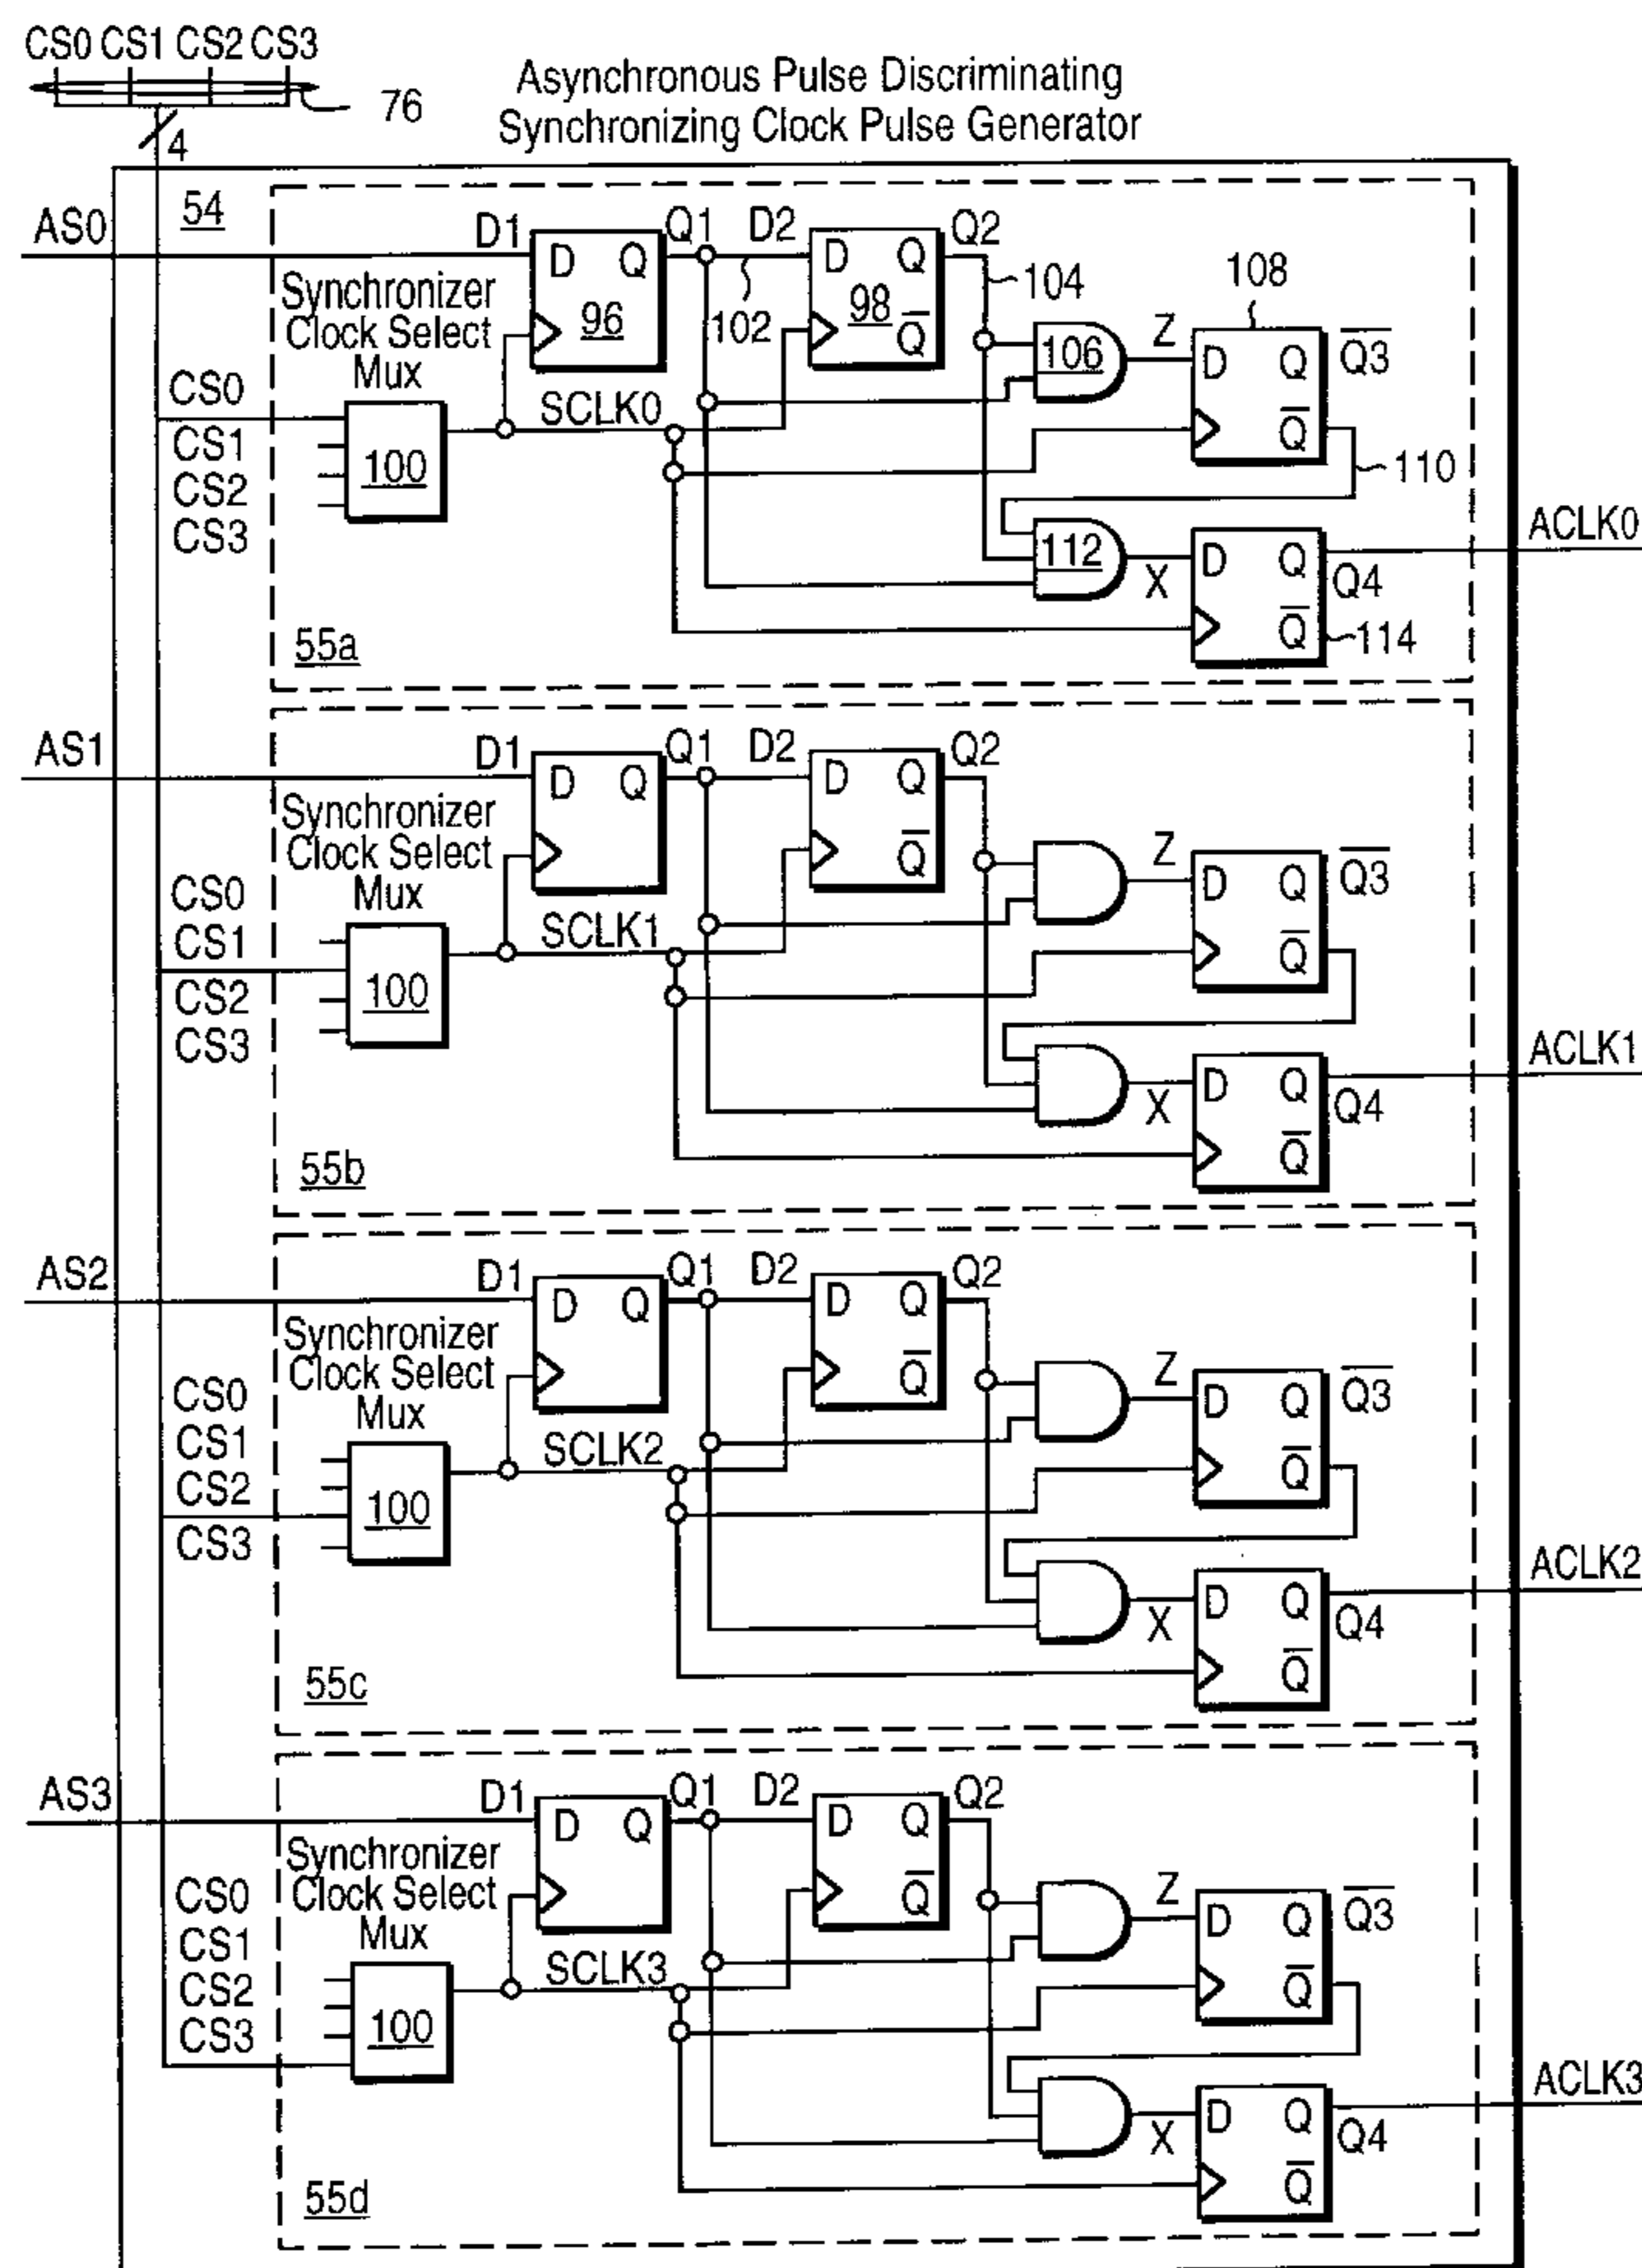 CS0 CS1 CS2 CS3
76
4
Asynchronous Pulse Discriminating
Synchronizing Clock Pulse Generator
54
AS0
D1
D Q
96
Q1
D2
102
D Q
98
Q̅
Q2
104
108
Synchronizer
Clock Select
Mux
CS0
CS1
CS2
CS3
100
SCLK0
106
Z
D Q
Q̅
Q̅3̅
110
112
X
D Q
Q̅
Q4
114
ACLK0
55a
AS1
D1
D Q
Q1
D2
D Q
Q̅
Q2
Synchronizer
Clock Select
Mux
CS0
CS1
CS2
CS3
100
SCLK1
Z
D Q
Q̅
Q̅3̅
X
D Q
Q̅
Q4
ACLK1
55b
AS2
D1
D Q
Q1
D2
D Q
Q̅
Q2
Synchronizer
Clock Select
Mux
CS0
CS1
CS2
CS3
100
SCLK2
Z
D Q
Q̅
Q̅3̅
X
D Q
Q̅
Q4
ACLK2
55c
AS3
D1
D Q
Q1
D2
D Q
Q̅
Q2
Synchronizer
Clock Select
Mux
CS0
CS1
CS2
CS3
100
SCLK3
Z
D Q
Q̅
Q̅3̅
X
D Q
Q̅
Q4
ACLK3
55d